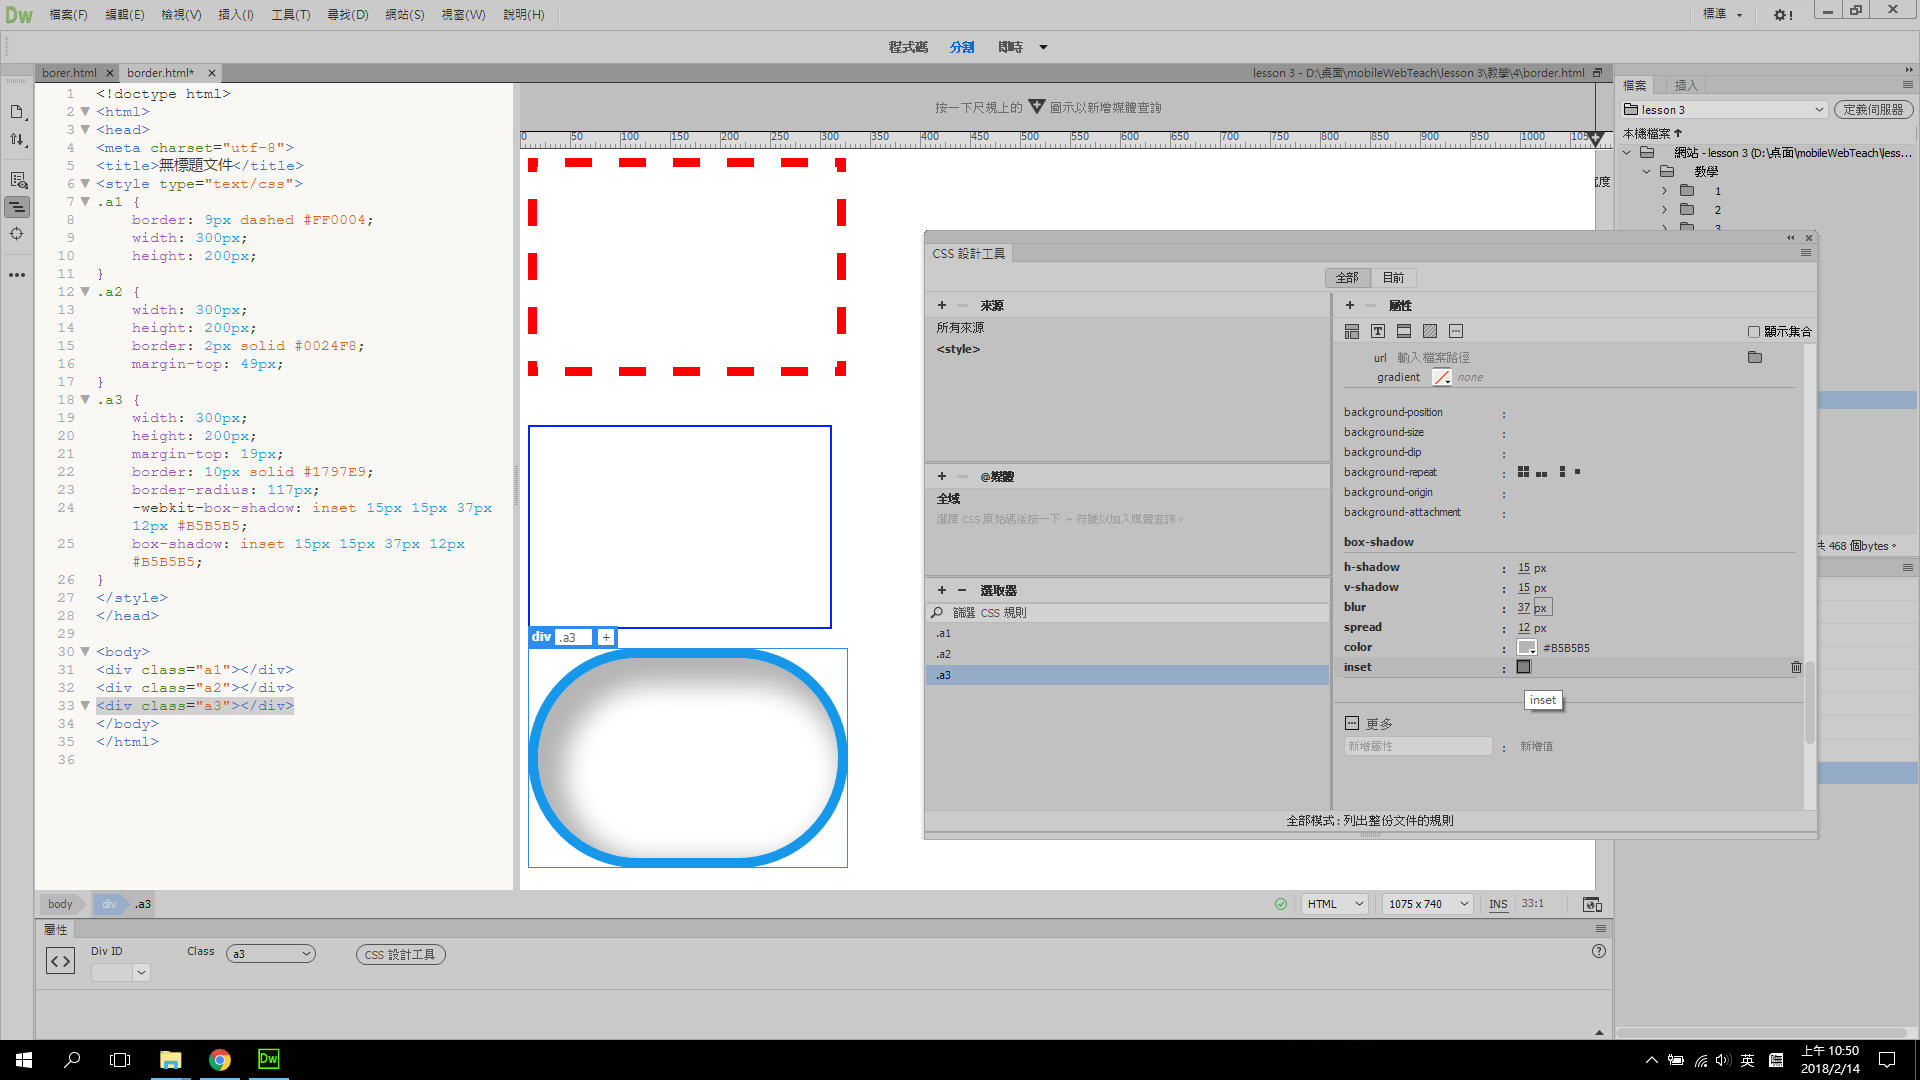 Dw 檔案(F) 編輯(E) 檢視(V) 插入(I) 工具(T) 尋找(D) 網站(S) 視窗(W) 說明(H) 標準
程式碼 分割 即時
borer.html border.html* lesson 3 - D:\桌面\mobileWebTeach\lesson 3\教學\4\border.html
按一下尺規上的 圖示以新增媒體查詢
0 50 100 150 200 250 300 350 400 450 500 550 600 650 700 750 800 850 900 950 1000
1 <!doctype html>
2 <html>
3 <head>
4 <meta charset="utf-8">
5 <title>無標題文件</title>
6 <style type="text/css">
7 .a1 {
8 border: 9px dashed #FF0004;
9 width: 300px;
10 height: 200px;
11 }
12 .a2 {
13 width: 300px;
14 height: 200px;
15 border: 2px solid #0024F8;
16 margin-top: 49px;
17 }
18 .a3 {
19 width: 300px;
20 height: 200px;
21 margin-top: 19px;
22 border: 10px solid #1797E9;
23 border-radius: 117px;
24 -webkit-box-shadow: inset 15px 15px 37px
12px #B5B5B5;
25 box-shadow: inset 15px 15px 37px 12px
#B5B5B5;
26 }
27 </style>
28 </head>
29
30 <body>
31 <div class="a1"></div>
32 <div class="a2"></div>
33 <div class="a3"></div>
34 </body>
35 </html>
36
div .a3 +
CSS 設計工具
全部 目前
來源
所有來源
<style>
@媒體
全域
選擇 CSS 原始碼後按一下 + 符號以加入媒體查詢。
選取器
篩選 CSS 規則
.a1
.a2
.a3
屬性
顯示集合
url 輸入檔案路徑
gradient none
background-position :
background-size :
background-clip :
background-repeat :
background-origin :
background-attachment :
box-shadow
h-shadow : 15 px
v-shadow : 15 px
blur : 37 px
spread : 12 px
color : #B5B5B5
inset :
inset
更多
新增屬性 : 新增值
全部模式 : 列出整份文件的規則
檔案 插入
lesson 3 定義伺服器
本機檔案
網站 - lesson 3 (D:\桌面\mobileWebTeach\less...
教學
1
2
3
共 468 個bytes。
body div .a3
HTML 1075 x 740 INS 33:1
屬性
Div ID
Class a3
CSS 設計工具
Dw
英
上午 10:50
2018/2/14